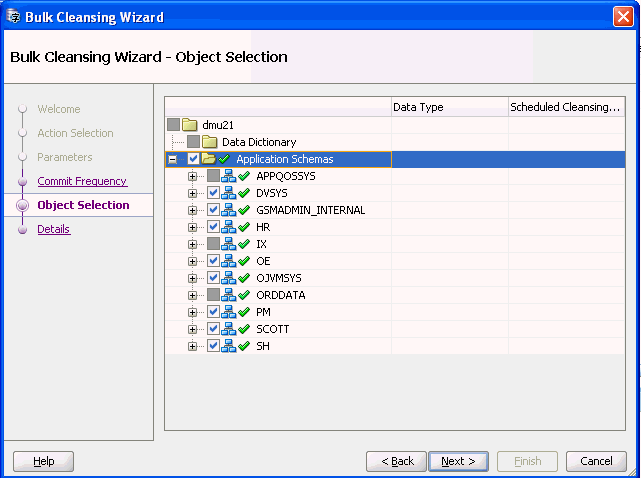 Bulk Cleansing Wizard
Bulk Cleansing Wizard - Object Selection
Welcome
Action Selection
Parameters
Commit Frequency
Object Selection
Details
Data Type Scheduled Cleansing...
dmu21
Data Dictionary
Application Schemas
APPQOSSYS
DVSYS
GSMADMIN_INTERNAL
HR
IX
OE
OJVMSYS
ORDDATA
PM
SCOTT
SH
Help < Back Next > Finish Cancel